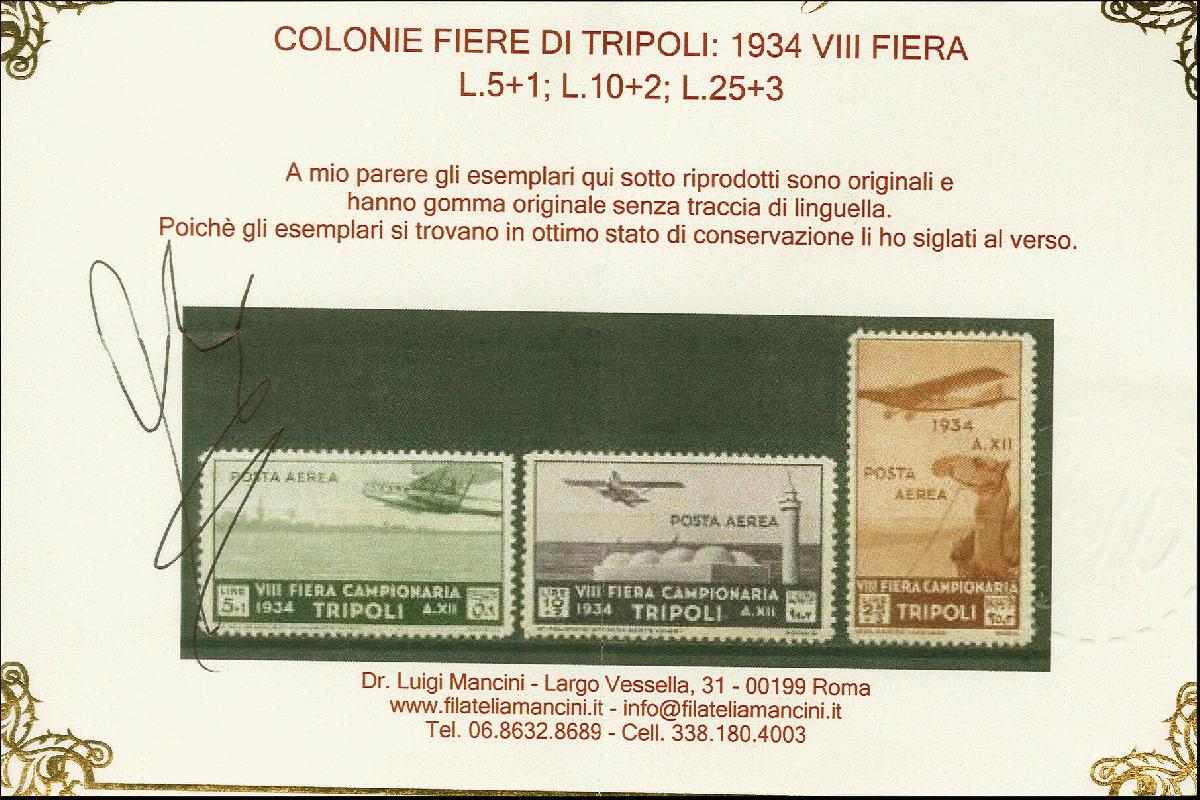 COLONIE FIERE DI TRIPOLI: 1934 VIII FIERA
L.5+1; L.10+2; L.25+3
A mio parere gli esemplari qui sotto riprodotti sono originali e
hanno gomma originale senza traccia di linguella.
Poichè gli esemplari si trovano in ottimo stato di conservazione li ho siglati al verso.
POSTA AEREA
LIRE
5+1
VIII FIERA CAMPIONARIA
1934 TRIPOLI A.XII
POSTA AEREA
VIII FIERA CAMPIONARIA
1934 TRIPOLI A.XII
1934
A.XII
POSTA
AEREA
VIII FIERA CAMPIONARIA
TRIPOLI
Dr. Luigi Mancini - Largo Vessella, 31 - 00199 Roma
www.filateliamancini.it - info@filateliamancini.it
Tel. 06.8632.8689 - Cell. 338.180.4003